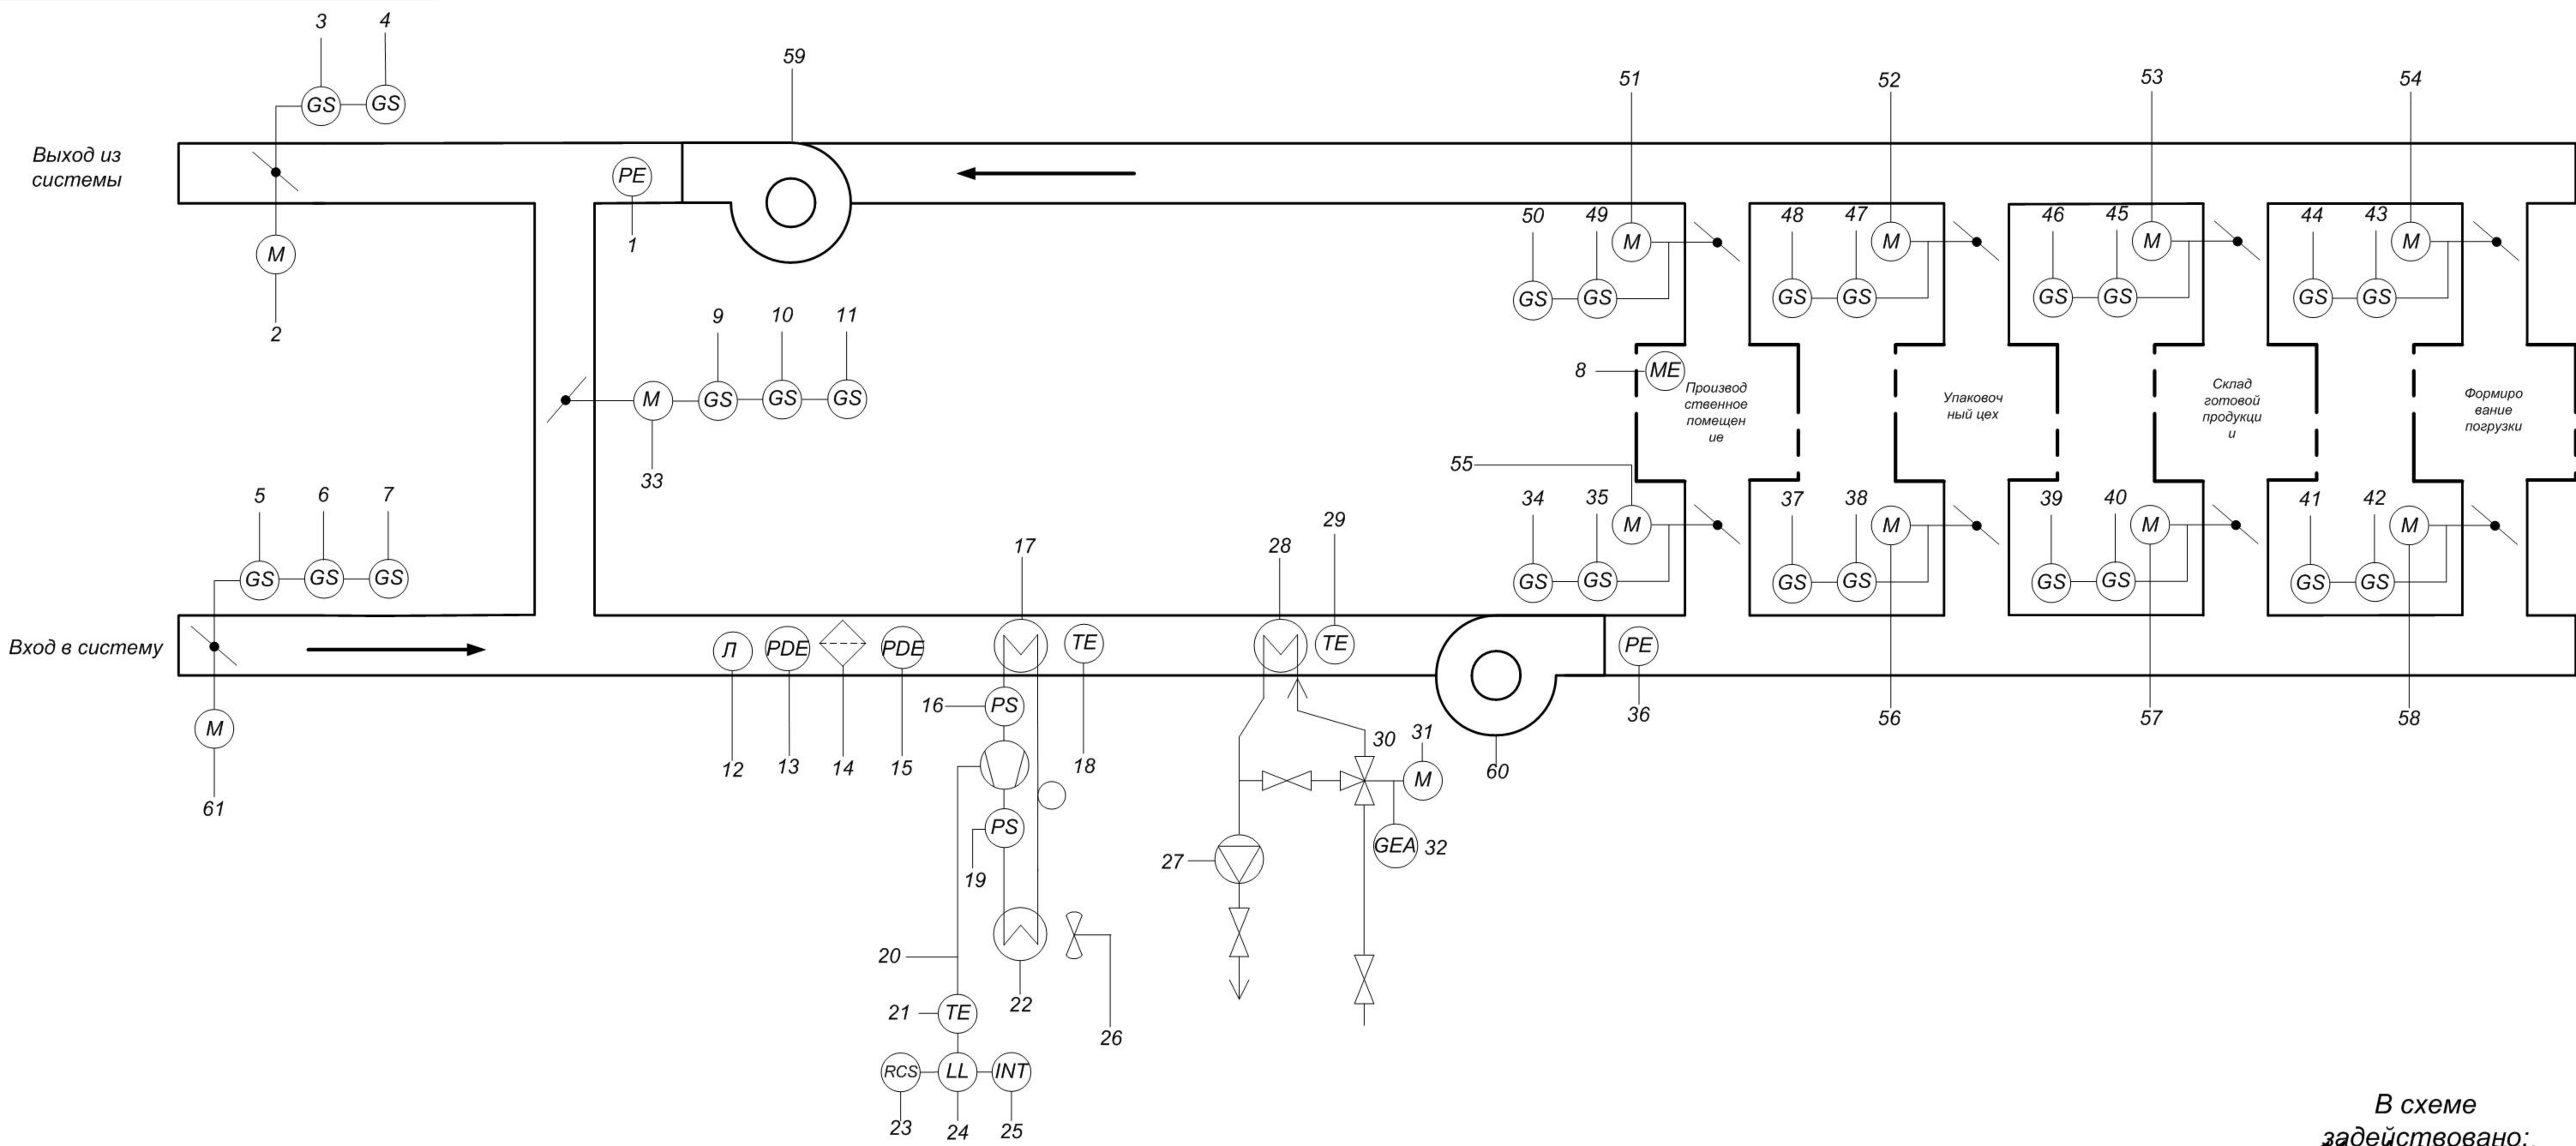 3 4
59
51 52 53 54
GS GS
Выход из
системы
PE
1
M
2
50 49 M 48 47 M 46 45 M 44 43 M
GS GS GS GS GS GS GS GS
9 10 11
M GS GS GS
33
8 ME
Производ
ственное
помещен
ие
Упаковоч
ный цех
Склад
готовой
продукци
и
Формиро
вание
погрузки
55
5 6 7
GS GS GS
34 35 M 37 38 M 39 40 M 41 42 M
GS GS GS GS GS GS GS GS
17 28 29
Вход в систему
Л PDE PDE TE TE PE
M
61
12 13 14 15 18
16 PS
36 56 57 58
30 31
M
60
PS
19
27
GEA 32
20
22
26
21 TE
RCS LL INT
23 24 25
В схеме
задействовано: